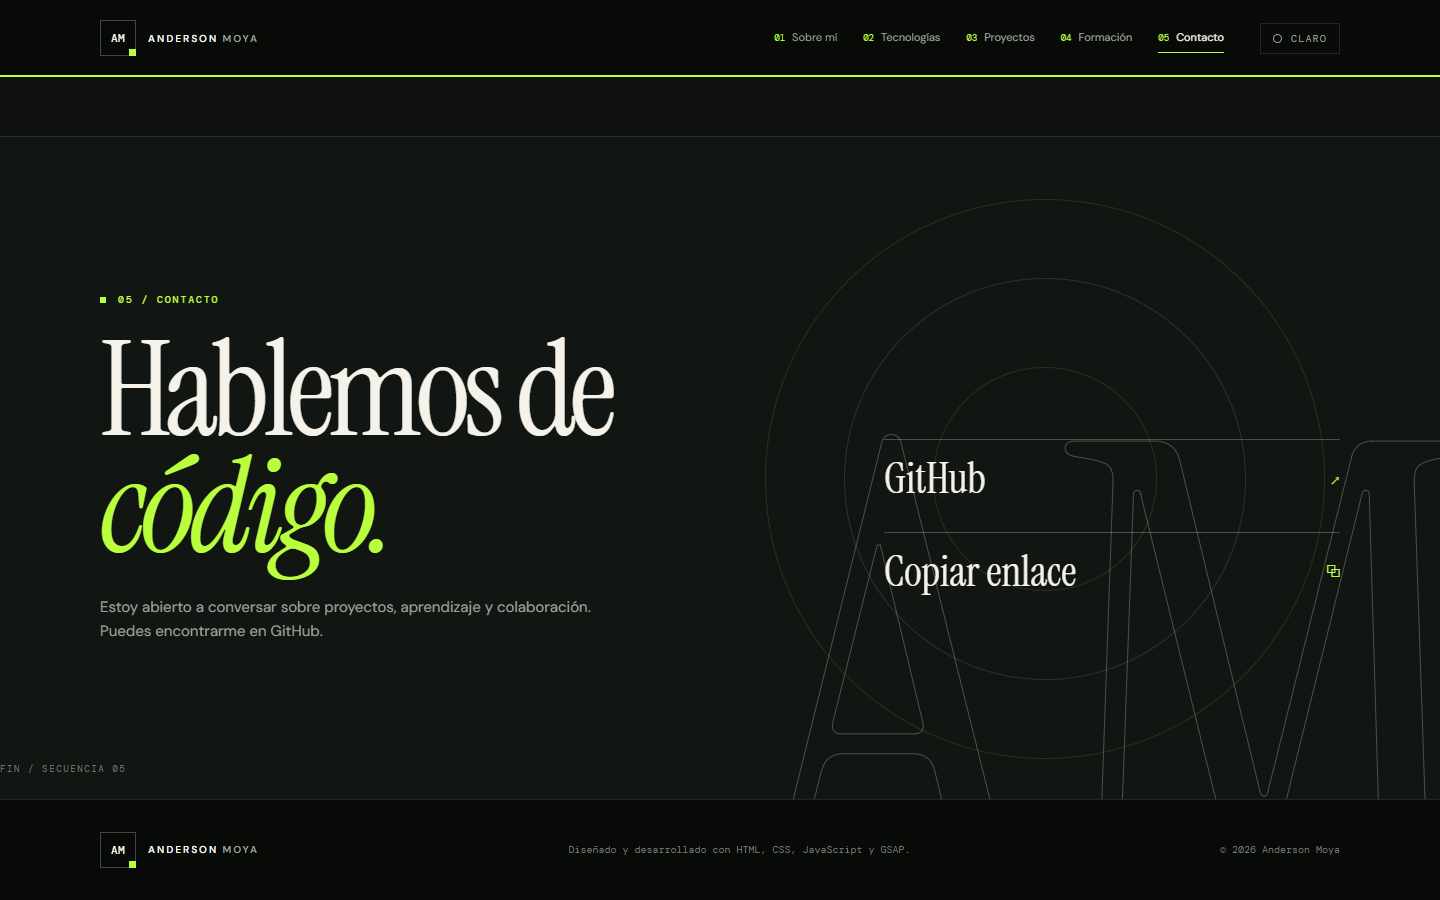 AM ANDERSON MOYA
01 Sobre mí 02 Tecnologías 03 Proyectos 04 Formación 05 Contacto CLARO
05 / CONTACTO
Hablemos de
código.
Estoy abierto a conversar sobre proyectos, aprendizaje y colaboración.
Puedes encontrarme en GitHub.
AM
GitHub ↗
Copiar enlace
FIN / SECUENCIA 05
AM ANDERSON MOYA
Diseñado y desarrollado con HTML, CSS, JavaScript y GSAP.
© 2026 Anderson Moya